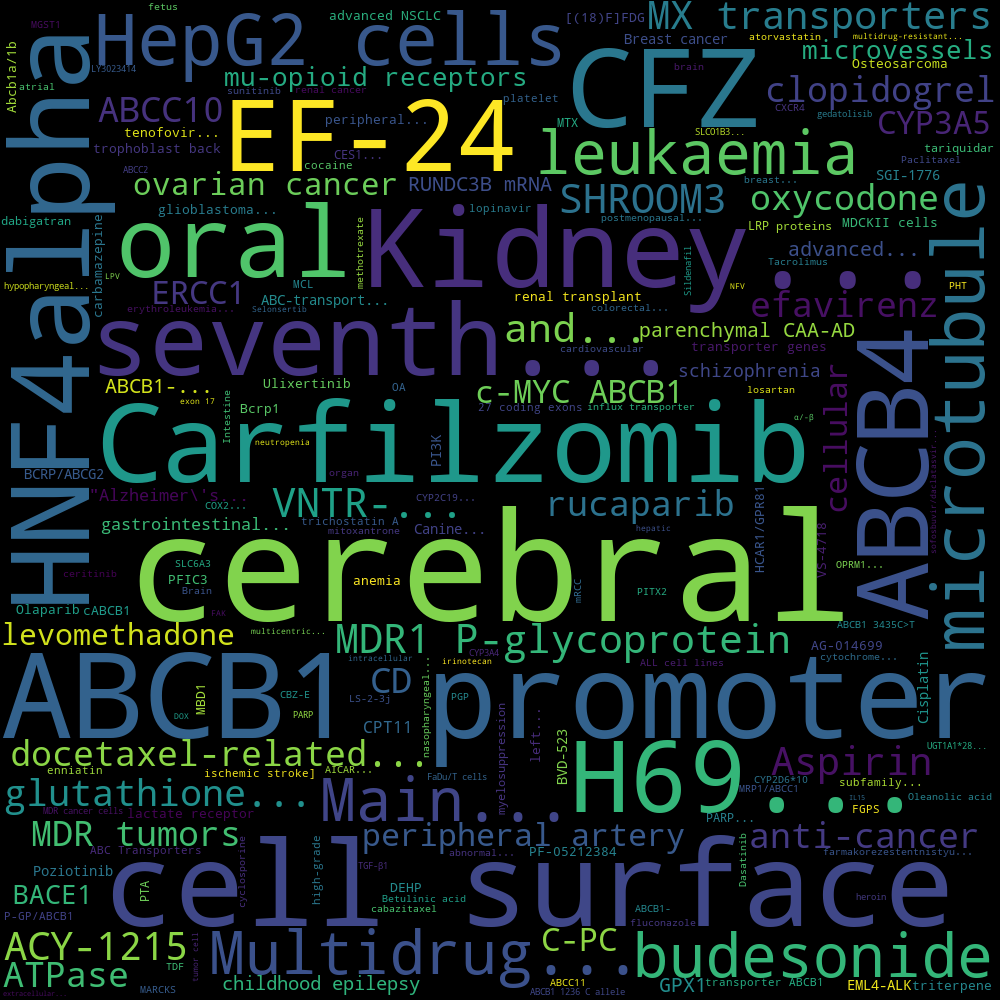 fetus
MGST1
advanced NSCLC
[(18)F]FDG
MX transporters
HepG2 cells
Breast cancer
atorvastatin
multidrug-resistant...
microvessels
Abcb1a/1b
LY3023414
mu-opioid receptors
CFZ
brain
Osteosarcoma
atrial
sunitinib
renal cancer
clopidogrel
ABCC10
EF-24
platelet
CXCR4
gedatolisib
peripheral...
MTX
CYP3A5
tenofovir...
SLCO1B3...
leukaemia
trophoblast back
CES1...
tariquidar
cocaine
Paclitaxel
ABCC2
SGI-1776
ovarian cancer
RUNDC3B mRNA
breast...
SHROOM3
oxycodone
HNF4alpha
dabigatran
glioblastoma...
lopinavir
postmenopausal...
MDCKII cells
LRP proteins
carbamazepine
oral
methotrexate
Kidney...
Sildenafil
advanced...
microtubule
Tacrolimus
LPV
hypopharyngeal...
MCL
NFV
PHT
ERCC1
ABC-transport...
renal transplant
efavirenz
erythroleukemia...
Selonsertib
colorectal...
seventh...
and...
parenchymal CAA-AD
cardiovascular
transporter genes
ABCB4
ABCB1-...
Ulixertinib
OA
c-MYC ABCB1
schizophrenia
losartan
exon 17
Intestine
Bcrp1
27 coding exons
influx transporter
cellular
α/-β
Carfilzomib
neutropenia
PI3K
BCRP/ABCG2
organ
"Alzheimer\'s...
COX2...
VNTR-...
CYP2C19...
rucaparib
HCAR1/GPR81
sofosbuvir/daclatasvir...
gastrointestinal...
trichostatin A
mitoxantrone
Canine...
hepatic
VS-4718
cerebral
SLC6A3
ceritinib
PFIC3
Brain
anemia
mRCC
PITX2
OPRM1...
Olaparib
cABCB1
FAK
levomethadone
multicentric...
MDR1 P-glycoprotein
ABCB1 3435C>T
AG-014699
CYP3A4
intracellular
irinotecan
ALL cell lines
cytochrome...
ABCB1 promoter
CD
MBD1
CBZ-E
LS-2-3j
PGP
Cisplatin
DOX
PARP
CPT11
nasopharyngeal...
myelosuppression
left...
docetaxel-related...
BVD-523
H69...
UGT1A1*28...
Aspirin
enniatin
ischemic stroke]
AICAR...
FaDu/T cells
CYP2D6*10
MRP1/ABCC1
subfamily...
glutathione...
Main...
IL15
Oleanolic acid
MDR cancer cells
lactate receptor
FGPS
PARP...
MDR tumors
peripheral artery
anti-cancer
ABC Transporters
cyclosporine
high-grade
abnormal...
PF-05212384
Dasatinib
farmakorezestentnistyu...
Poziotinib
TGF-β1
cell surface
BACE1
PTA
DEHP
Betulinic acid
heroin
P-GP/ABCB1
cabazitaxel
ABCB1-
fluconazole
ACY-1215
tumor cell
Multidrug...
C-PC
budesonide
ATPase
TDF
MARCKS
childhood epilepsy
ABCC11
ABCB1 1236 C allele
GPX1
transporter ABCB1
EML4-ALK
triterpene
extracellular